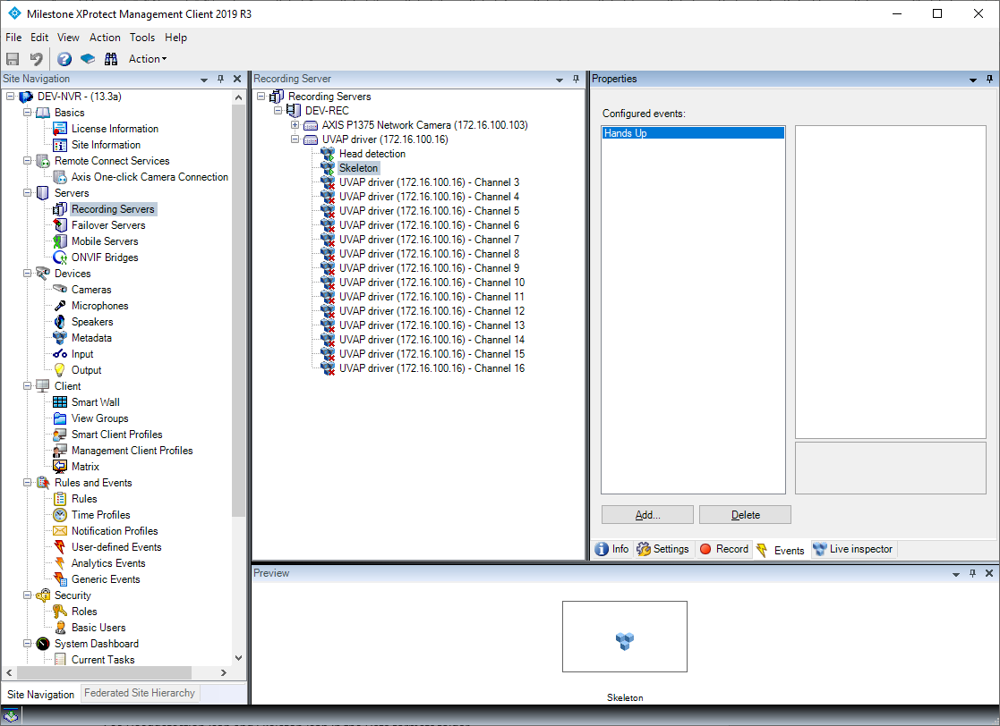 Milestone XProtect Management Client 2019 R3
File Edit View Action Tools Help
Action
Site Navigation
DEV-NVR - (13.3a)
Basics
License Information
Site Information
Remote Connect Services
Axis One-click Camera Connection
Servers
Recording Servers
Failover Servers
Mobile Servers
ONVIF Bridges
Devices
Cameras
Microphones
Speakers
Metadata
Input
Output
Client
Smart Wall
View Groups
Smart Client Profiles
Management Client Profiles
Matrix
Rules and Events
Rules
Time Profiles
Notification Profiles
User-defined Events
Analytics Events
Generic Events
Security
Roles
Basic Users
System Dashboard
Current Tasks
Site Navigation Federated Site Hierarchy
Recording Server
Recording Servers
DEV-REC
AXIS P1375 Network Camera (172.16.100.103)
UVAP driver (172.16.100.16)
Head detection
Skeleton
UVAP driver (172.16.100.16) - Channel 3
UVAP driver (172.16.100.16) - Channel 4
UVAP driver (172.16.100.16) - Channel 5
UVAP driver (172.16.100.16) - Channel 6
UVAP driver (172.16.100.16) - Channel 7
UVAP driver (172.16.100.16) - Channel 8
UVAP driver (172.16.100.16) - Channel 9
UVAP driver (172.16.100.16) - Channel 10
UVAP driver (172.16.100.16) - Channel 11
UVAP driver (172.16.100.16) - Channel 12
UVAP driver (172.16.100.16) - Channel 13
UVAP driver (172.16.100.16) - Channel 14
UVAP driver (172.16.100.16) - Channel 15
UVAP driver (172.16.100.16) - Channel 16
Properties
Configured events:
Hands Up
Add... Delete
Info Settings Record Events Live inspector
Preview
Skeleton